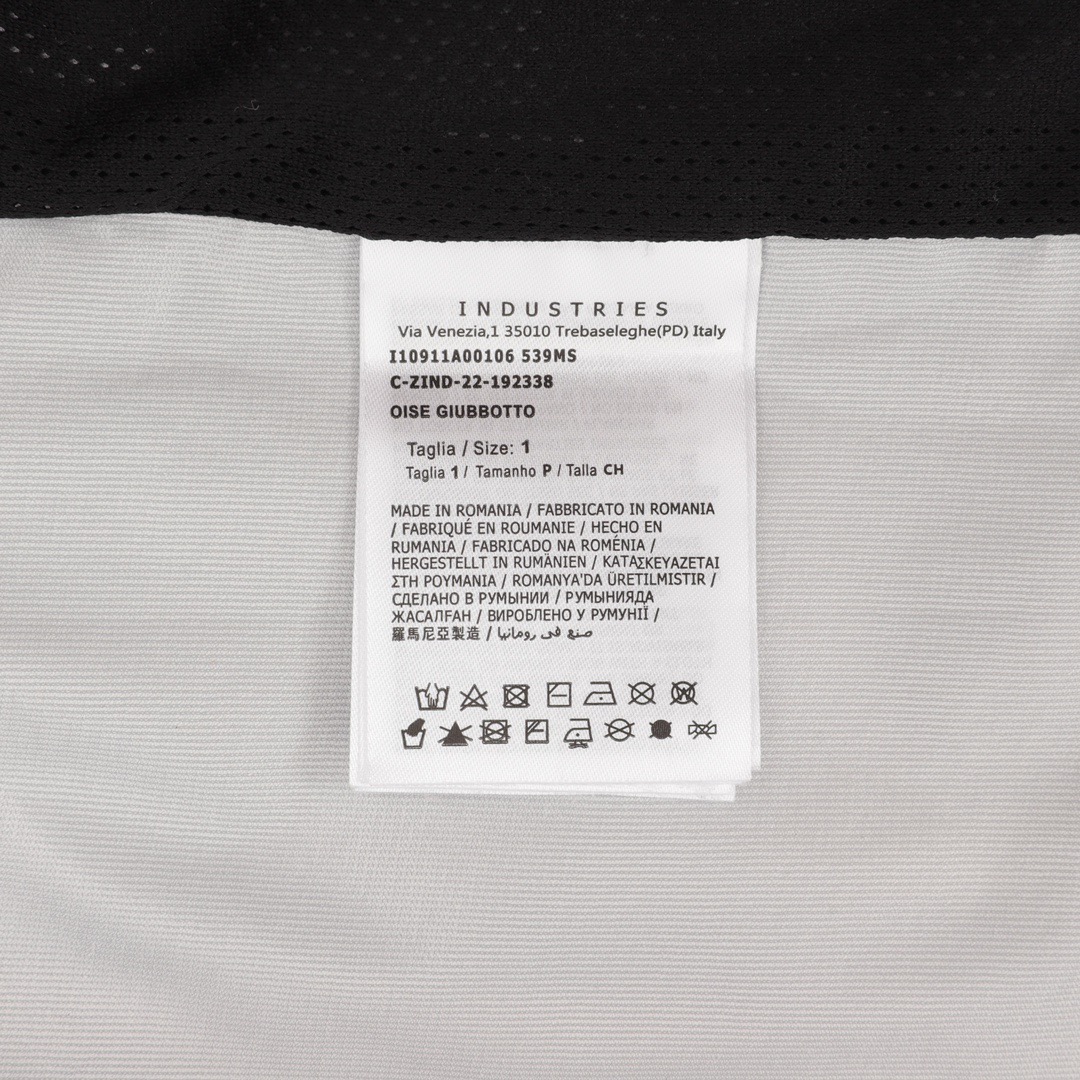 INDUSTRIES
Via Venezia,1 35010 Trebaseleghe(PD) Italy
I10911A00106 539MS
C-ZIND-22-192338
OISE GIUBBOTTO
Taglia / Size: 1
Taglia 1 / Tamanho P / Talla CH
MADE IN ROMANIA / FABBRICATO IN ROMANIA
/ FABRIQUÉ EN ROUMANIE / HECHO EN
RUMANIA / FABRICADO NA ROMÉNIA /
HERGESTELLT IN RUMÄNIEN / ΚΑΤΑΣΚΕΥΑΖΕΤΑΙ
ΣΤΗ ΡΟΥΜΑΝΙΑ / ROMANYA'DA ÜRETILMISTIR /
СДЕЛАНО В РУМЫНИИ / РУМЫНИЯДА
ЖАСАЛҒАН / ВИРОБЛЕНО У РУМУНІЇ /
羅馬尼亞製造 / صنع فى رومانيا